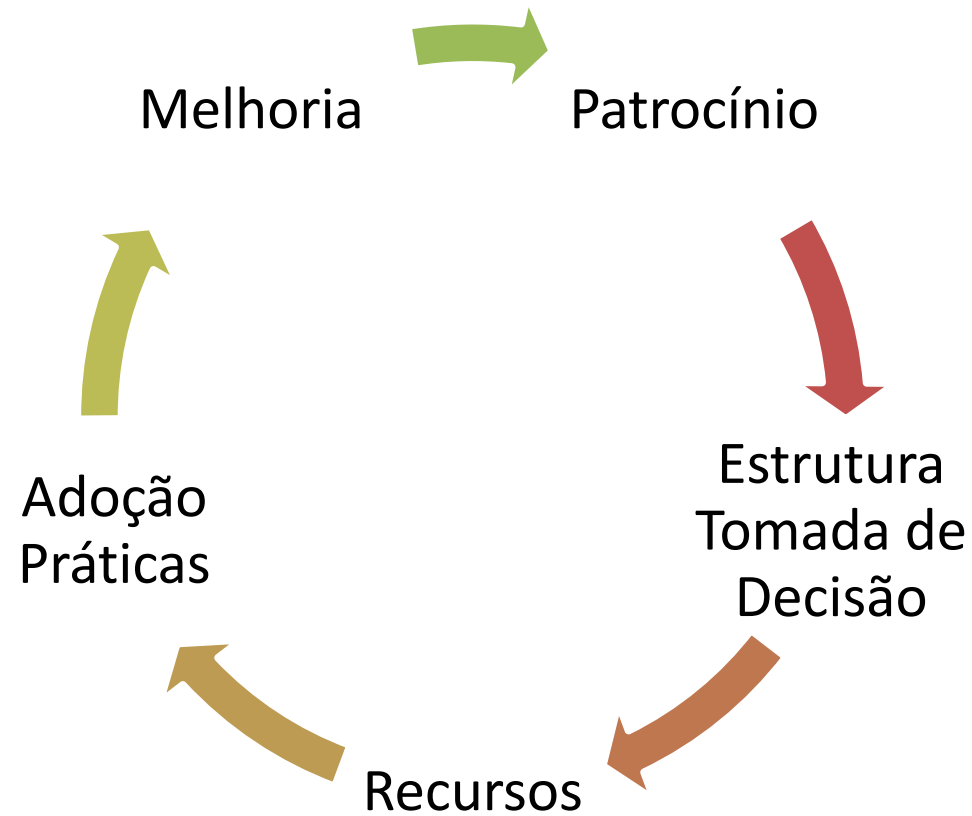 Melhoria
Patrocínio
Estrutura
Tomada de
Decisão
Recursos
Adoção
Práticas